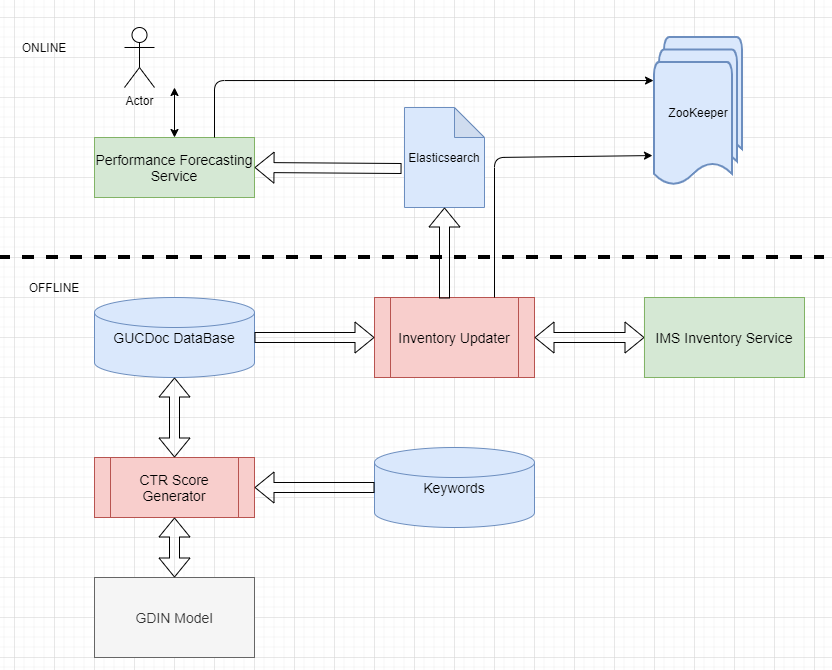 ONLINE
Actor
ZooKeeper
Performance Forecasting
Service
Elasticsearch
OFFLINE
GUCDoc DataBase
Inventory Updater
IMS Inventory Service
CTR Score
Generator
Keywords
GDIN Model